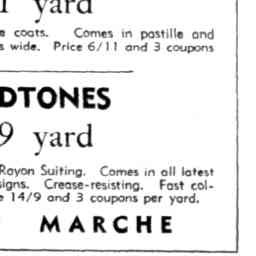 1 yard
e coats. Comes in pastille and
s wide. Price 6/11 and 3 coupons
DTONES
9 yard
Rayon Suiting. Comes in all latest
signs. Crease-resisting. Fast col-
e 14/9 and 3 coupons per yard.
MARCHE